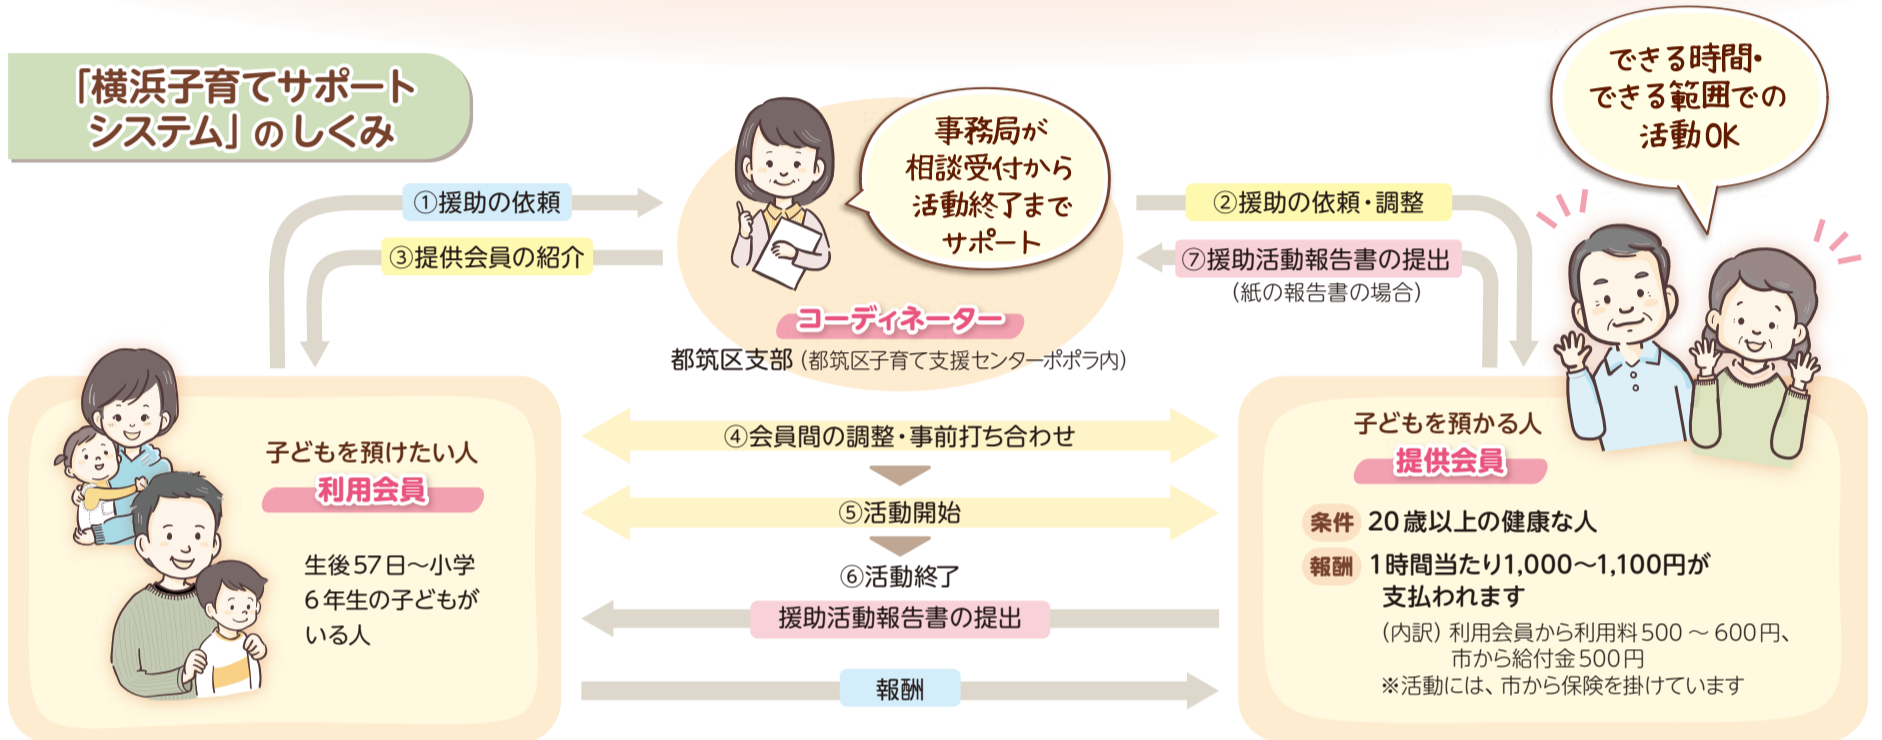 「横浜子育てサポート
システム」のしくみ
事務局が
相談受付から
活動終了まで
サポート
できる時間・
できる範囲での
活動OK
①援助の依頼
③提供会員の紹介
②援助の依頼・調整
⑦援助活動報告書の提出
（紙の報告書の場合）
コーディネーター
都筑区支部（都筑区子育て支援センターポポラ内）
子どもを預けたい人
利用会員
生後57日～小学
6年生の子どもが
いる人
④会員間の調整・事前打ち合わせ
⑤活動開始
⑥活動終了
援助活動報告書の提出
報酬
子どもを預かる人
提供会員
条件 20歳以上の健康な人
報酬 1時間当たり1,000～1,100円が
支払われます
（内訳）利用会員から利用料500～600円、
市から給付金500円
※活動には、市から保険を掛けています